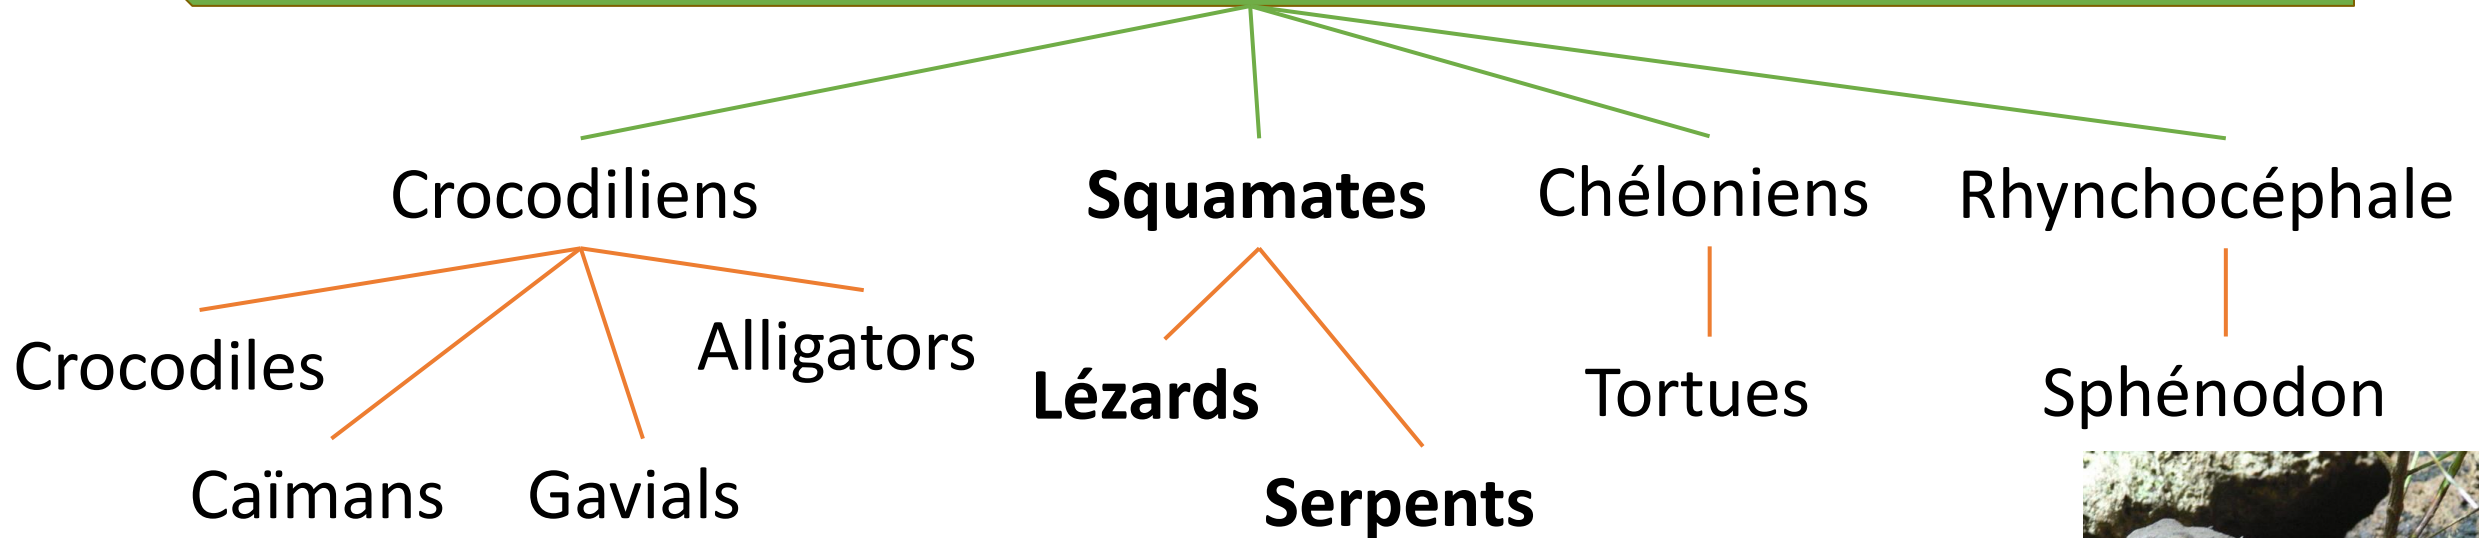 Crocodiliens
Squamates
Chéloniens
Rhynchocéphale
Crocodiles
Alligators
Lézards
Tortues
Sphénodon
Caïmans
Gavials
Serpents